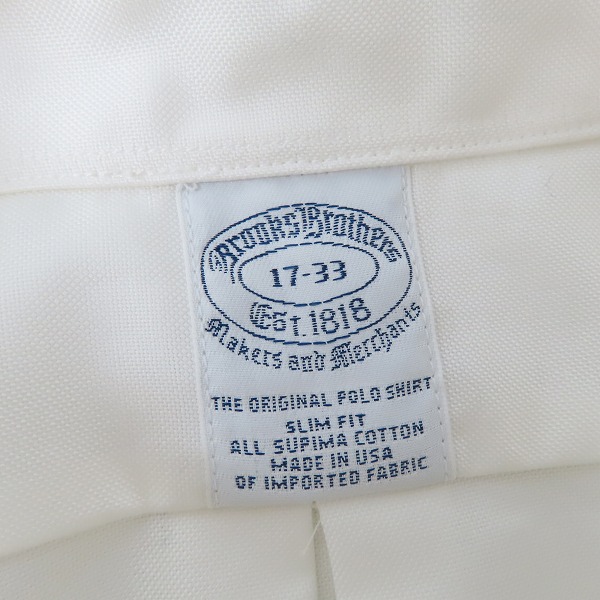 Brooks Brothers
17-33
Est. 1818
Makers and Merchants
THE ORIGINAL POLO SHIRT
SLIM FIT
ALL SUPIMA COTTON
MADE IN USA
OF IMPORTED FABRIC